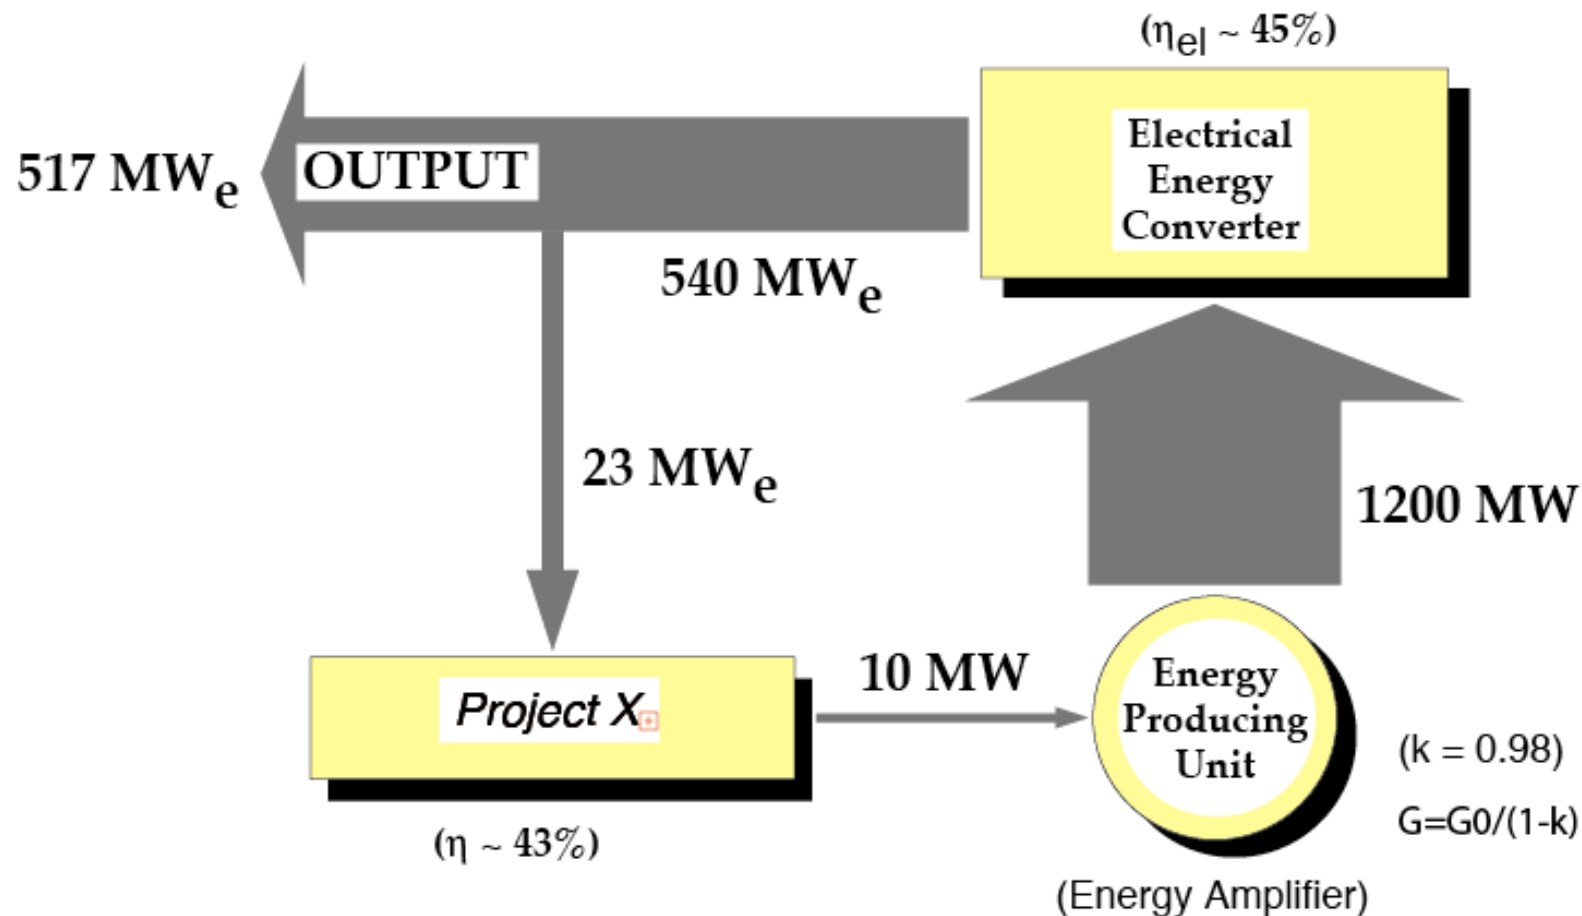 (ηel ~ 45%)
Electrical
Energy
Converter
517 MWe
OUTPUT
540 MWe
23 MWe
1200 MW
Project X
10 MW
Energy
Producing
Unit
(k = 0.98)
G=G0/(1-k)
(η ~ 43%)
(Energy Amplifier)